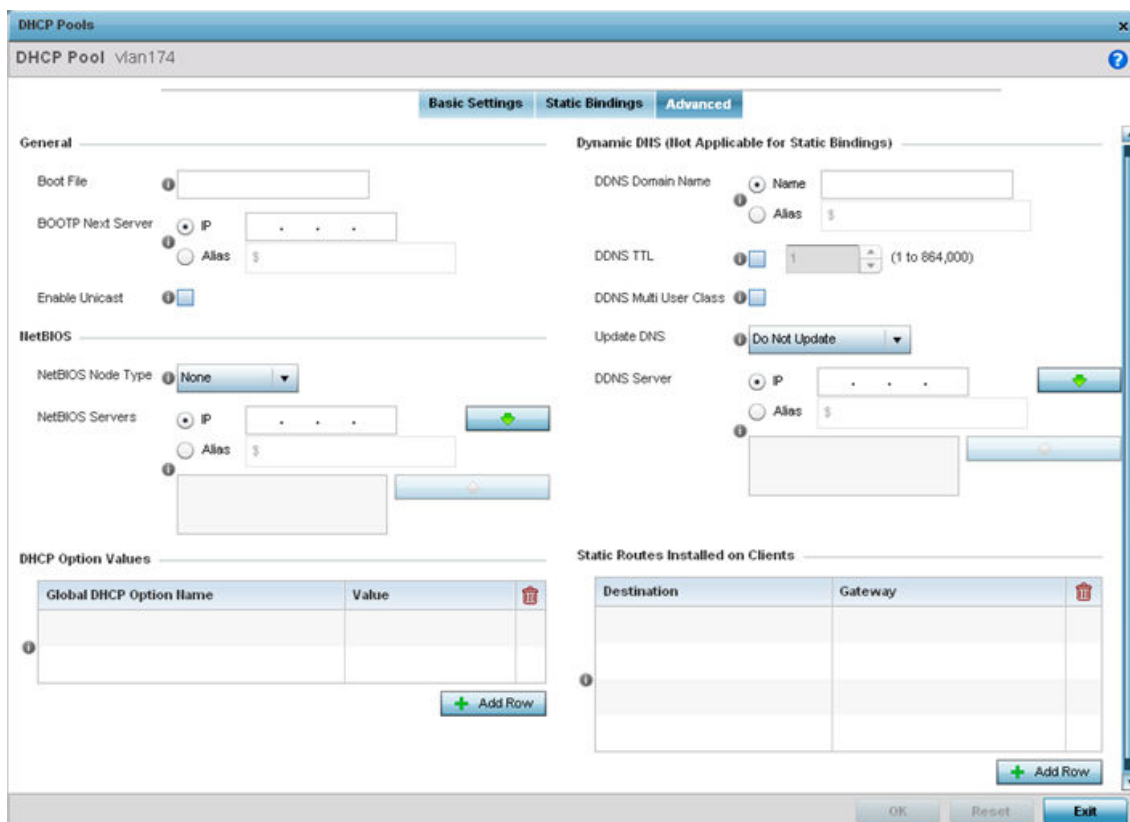 DHCP Pools
DHCP Pool vlan174
Basic Settings Static Bindings Advanced
General
Boot File
BOOTP Next Server
IP . . .
Alias $
Enable Unicast
NetBIOS
NetBIOS Node Type None
NetBIOS Servers
IP . . .
Alias $
DHCP Option Values
Global DHCP Option Name Value
Add Row
Dynamic DNS (Not Applicable for Static Bindings)
DDNS Domain Name
Name
Alias $
DDNS TTL 1 (1 to 864,000)
DDNS Multi User Class
Update DNS Do Not Update
DDNS Server
IP . . .
Alias $
Static Routes Installed on Clients
Destination Gateway
Add Row
OK Reset Exit